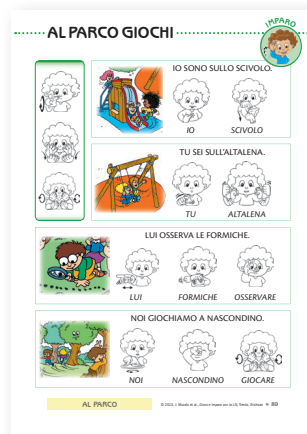 AL PARCO GIOCHI
IMPARO
IO SONO SULLO SCIVOLO.
IO SCIVOLO
TU SEI SULL'ALTALENA.
TU ALTALENA
LUI OSSERVA LE FORMICHE.
LUI FORMICHE OSSERVARE
NOI GIOCHIAMO A NASCONDINO.
NOI NASCONDINO GIOCARE
AL PARCO